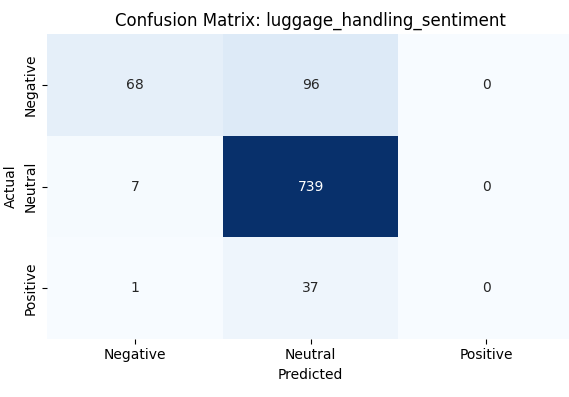 Confusion Matrix: luggage_handling_sentiment
Actual
Negative
68 96 0
Neutral
7 739 0
Positive
1 37 0
Negative Neutral Positive
Predicted